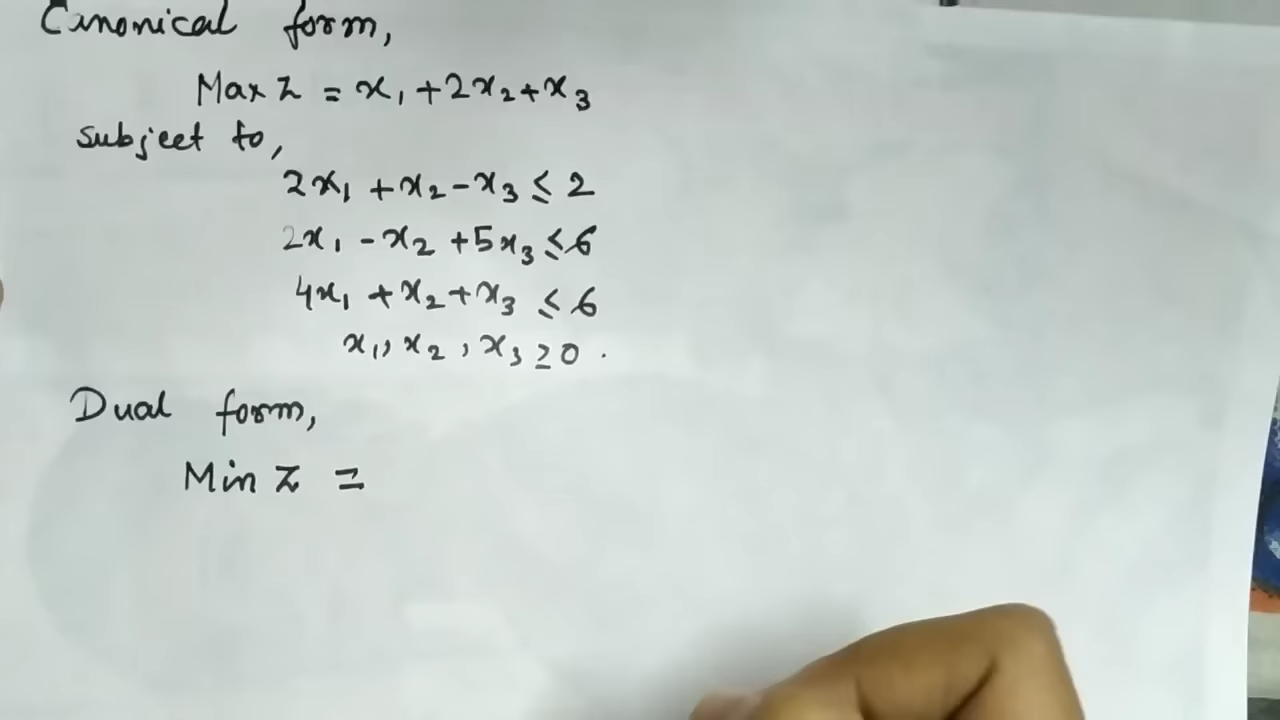 Canonical form,
Max Z = x₁ + 2x₂ + x₃
subject to,
2x₁ + x₂ - x₃ ≤ 2
2x₁ - x₂ + 5x₃ ≤ 6
4x₁ + x₂ + x₃ ≤ 6
x₁, x₂, x₃ ≥ 0.
Dual form,
Min Z =